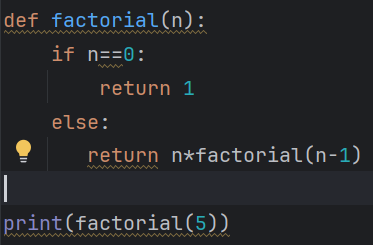 def factorial(n):
    if n==0:
        return 1
    else:
       return n*factorial(n-1)
print(factorial(5))